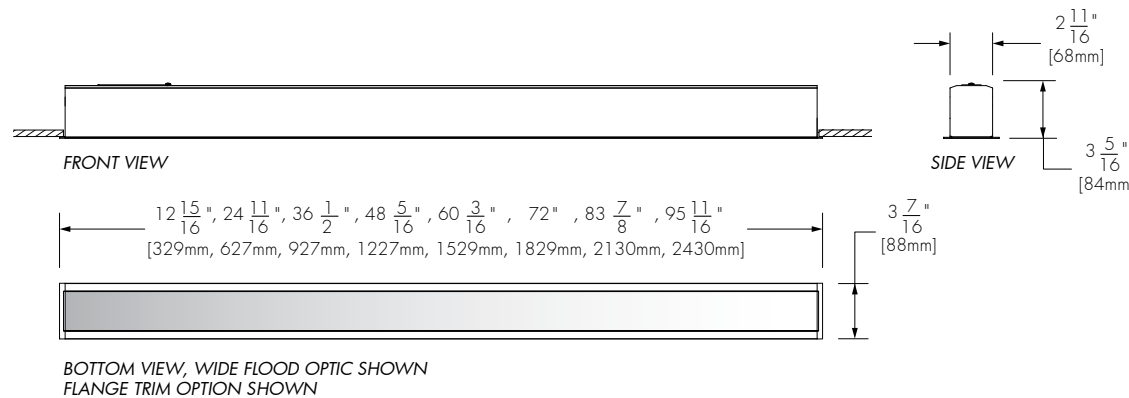 2 11/16"
[68mm]
FRONT VIEW
SIDE VIEW
3 5/16"
[84mm
12 15/16", 24 11/16", 36 1/2", 48 5/16", 60 3/16", 72", 83 7/8", 95 11/16"
[329mm, 627mm, 927mm, 1227mm, 1529mm, 1829mm, 2130mm, 2430mm]
3 7/16"
[88mm]
BOTTOM VIEW, WIDE FLOOD OPTIC SHOWN
FLANGE TRIM OPTION SHOWN